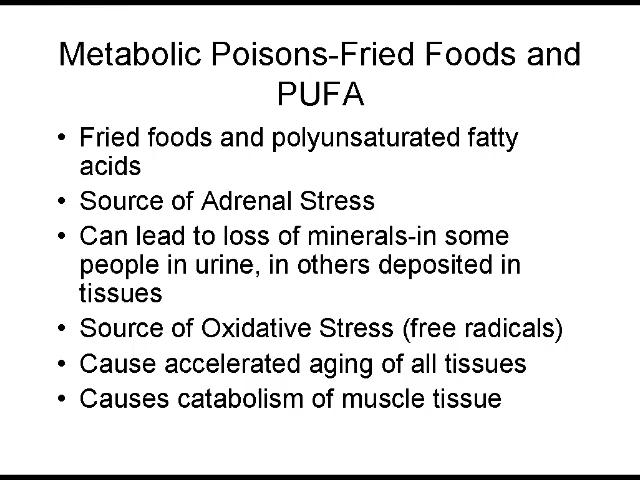 Metabolic Poisons-Fried Foods and
PUFA
• Fried foods and polyunsaturated fatty
acids
• Source of Adrenal Stress
• Can lead to loss of minerals-in some
people in urine, in others deposited in
tissues
• Source of Oxidative Stress (free radicals)
• Cause accelerated aging of all tissues
• Causes catabolism of muscle tissue